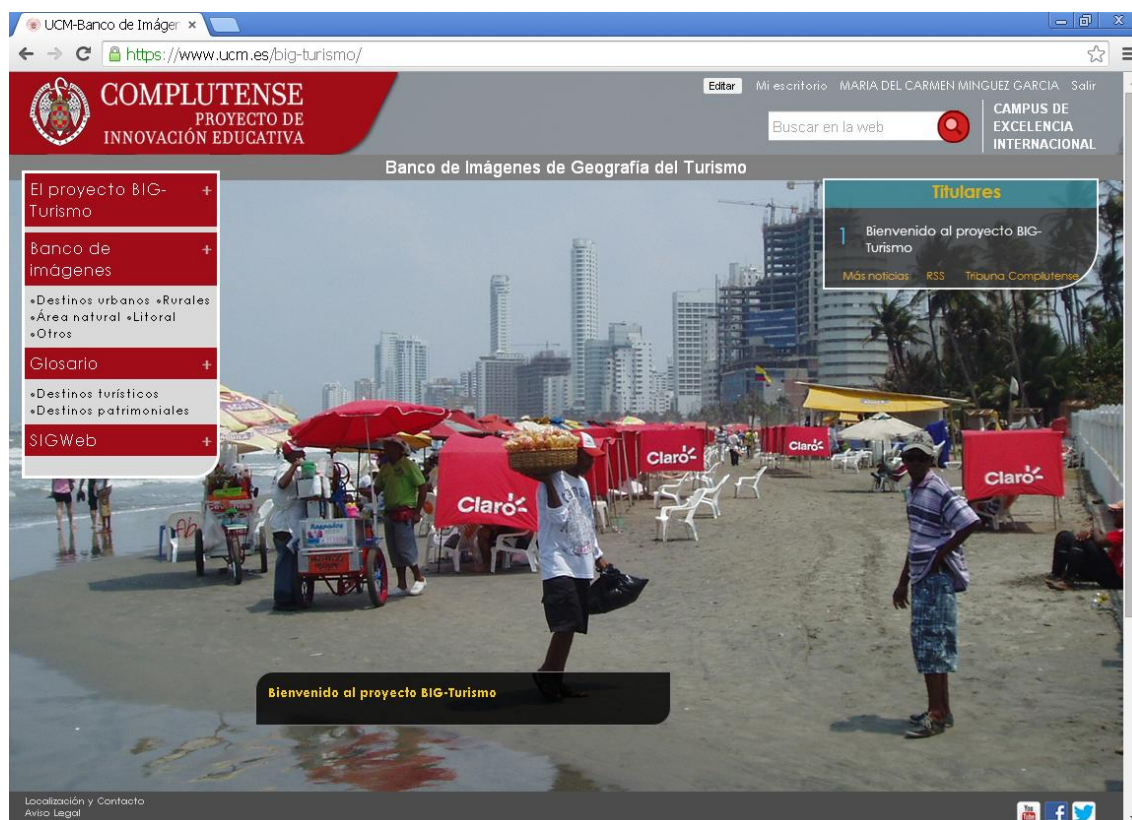 UCM-Banco de Imáger
https://www.ucm.es/big-turismo/
COMPLUTENSE
PROYECTO DE
INNOVACIÓN EDUCATIVA
Editar Mi escritorio MARIA DEL CARMEN MINGUEZ GARCIA Salir
Buscar en la web
CAMPUS DE
EXCELENCIA
INTERNACIONAL
Banco de Imágenes de Geografía del Turismo
El proyecto BIG- +
Turismo
Banco de +
imágenes
•Destinos urbanos •Rurales
•Área natural •Litoral
•Otros
Glosario +
•Destinos turísticos
•Destinos patrimoniales
SIGWeb +
Titulares
1 Bienvenido al proyecto BIG-
Turismo
Más noticias RSS Tribuna Complutense
Claro
Claro
Claro
Claro
Bienvenido al proyecto BIG-Turismo
Localización y Contacto
Aviso Legal
You